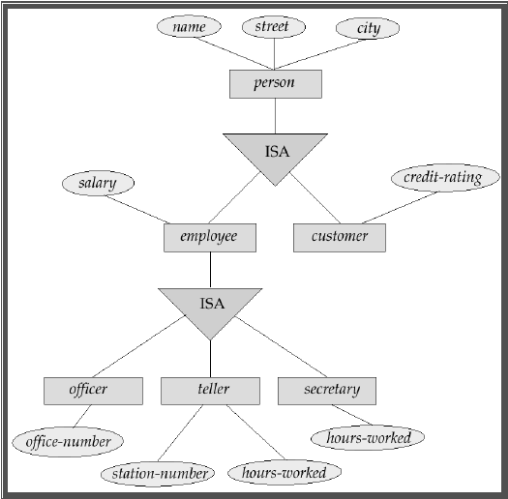 name
street
city
person
ISA
salary
credit-rating
employee
customer
ISA
officer
teller
secretary
office-number
hours-worked
station-number
hours-worked